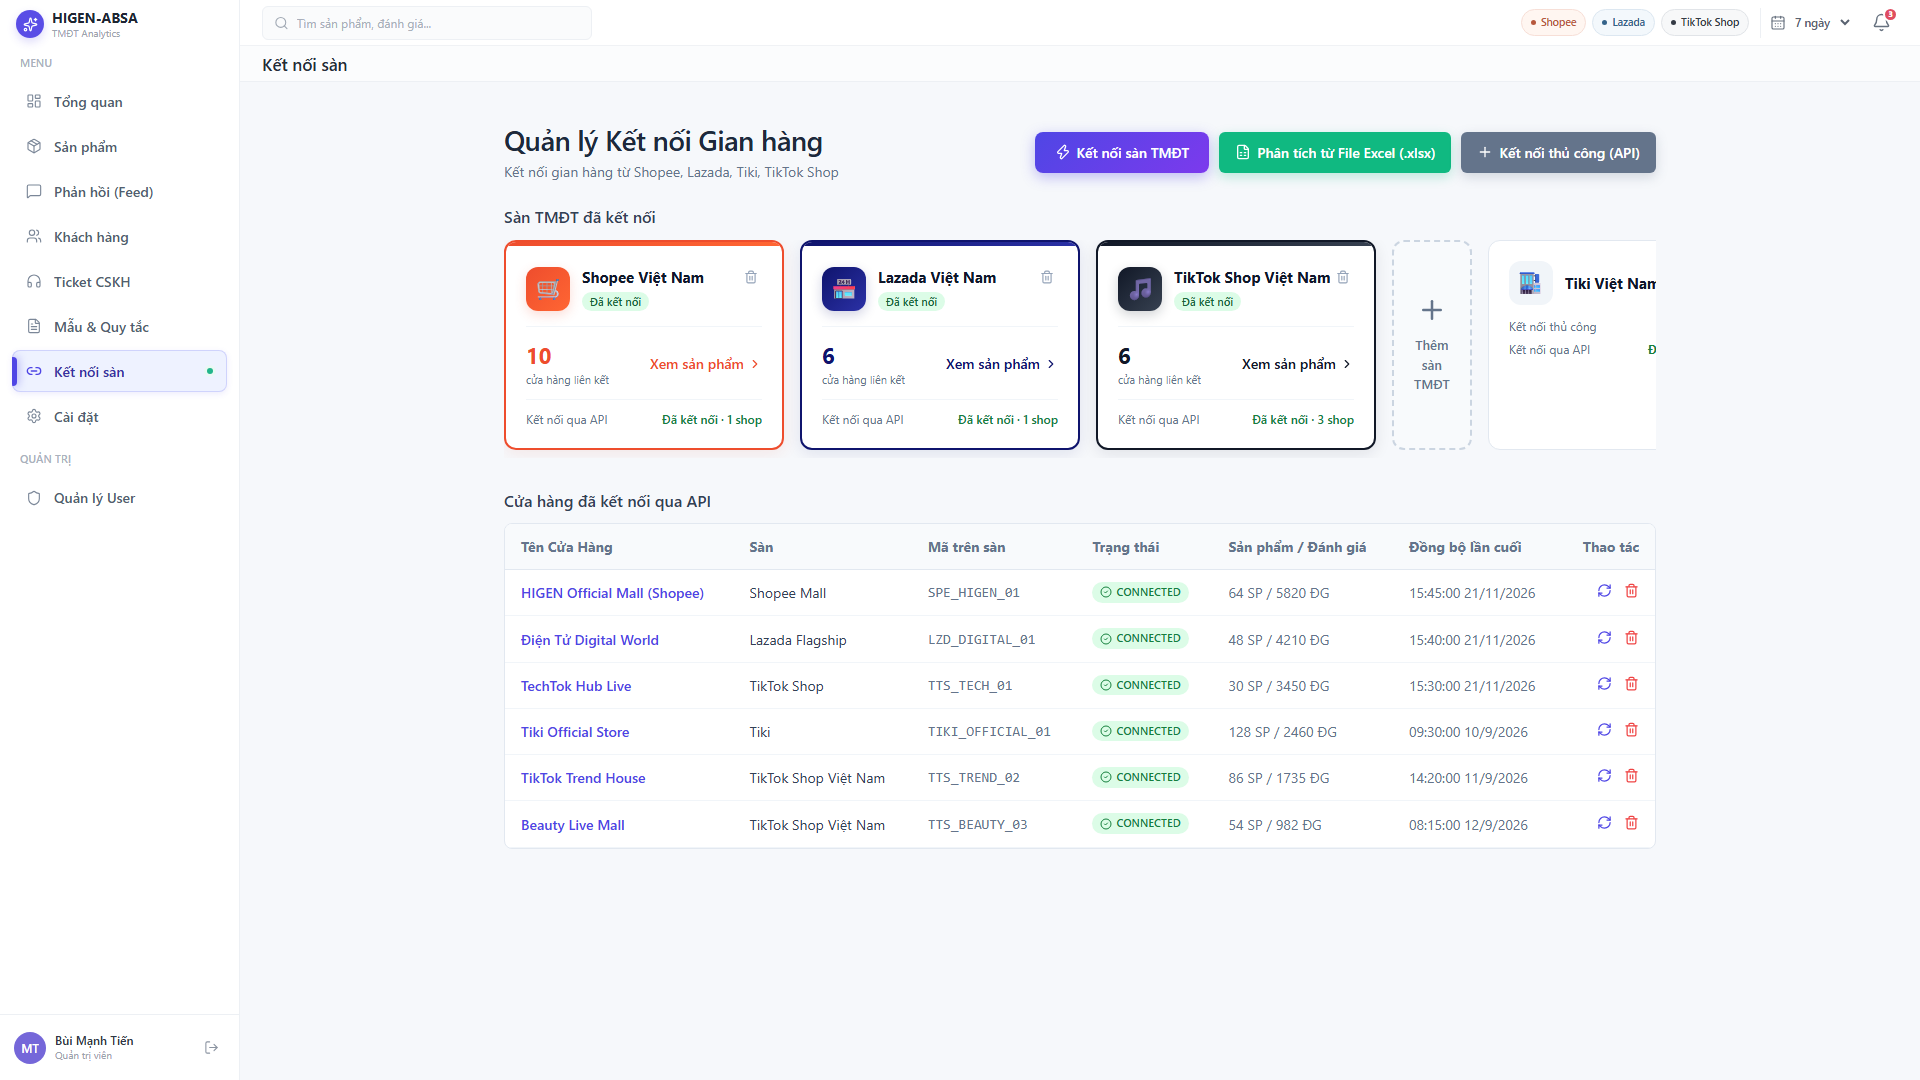 HIGEN-ABSA
TMĐT Analytics
MENU
Tổng quan
Sản phẩm
Phản hồi (Feed)
Khách hàng
Ticket CSKH
Mẫu & Quy tắc
Kết nối sàn
Cài đặt
QUẢN TRỊ
Quản lý User
MT
Bùi Mạnh Tiến
Quản trị viên
Tìm sản phẩm, đánh giá...
Shopee
Lazada
TikTok Shop
7 ngày
3
Kết nối sàn
Quản lý Kết nối Gian hàng
Kết nối gian hàng từ Shopee, Lazada, Tiki, TikTok Shop
Kết nối sàn TMĐT
Phân tích từ File Excel (.xlsx)
Kết nối thủ công (API)
Sàn TMĐT đã kết nối
Shopee Việt Nam
Đã kết nối
10
cửa hàng liên kết
Xem sản phẩm
Kết nối qua API
Đã kết nối · 1 shop
Lazada Việt Nam
Đã kết nối
6
cửa hàng liên kết
Xem sản phẩm
Kết nối qua API
Đã kết nối · 1 shop
TikTok Shop Việt Nam
Đã kết nối
6
cửa hàng liên kết
Xem sản phẩm
Kết nối qua API
Đã kết nối · 3 shop
Thêm
sàn
TMĐT
Tiki Việt Nam
Kết nối thủ công
Kết nối qua API
Đ
Cửa hàng đã kết nối qua API
Tên Cửa Hàng Sàn Mã trên sàn Trạng thái Sản phẩm / Đánh giá Đồng bộ lần cuối Thao tác
HIGEN Official Mall (Shopee) Shopee Mall SPE_HIGEN_01 CONNECTED 64 SP / 5820 ĐG 15:45:00 21/11/2026
Điện Tử Digital World Lazada Flagship LZD_DIGITAL_01 CONNECTED 48 SP / 4210 ĐG 15:40:00 21/11/2026
TechTok Hub Live TikTok Shop TTS_TECH_01 CONNECTED 30 SP / 3450 ĐG 15:30:00 21/11/2026
Tiki Official Store Tiki TIKI_OFFICIAL_01 CONNECTED 128 SP / 2460 ĐG 09:30:00 10/9/2026
TikTok Trend House TikTok Shop Việt Nam TTS_TREND_02 CONNECTED 86 SP / 1735 ĐG 14:20:00 11/9/2026
Beauty Live Mall TikTok Shop Việt Nam TTS_BEAUTY_03 CONNECTED 54 SP / 982 ĐG 08:15:00 12/9/2026